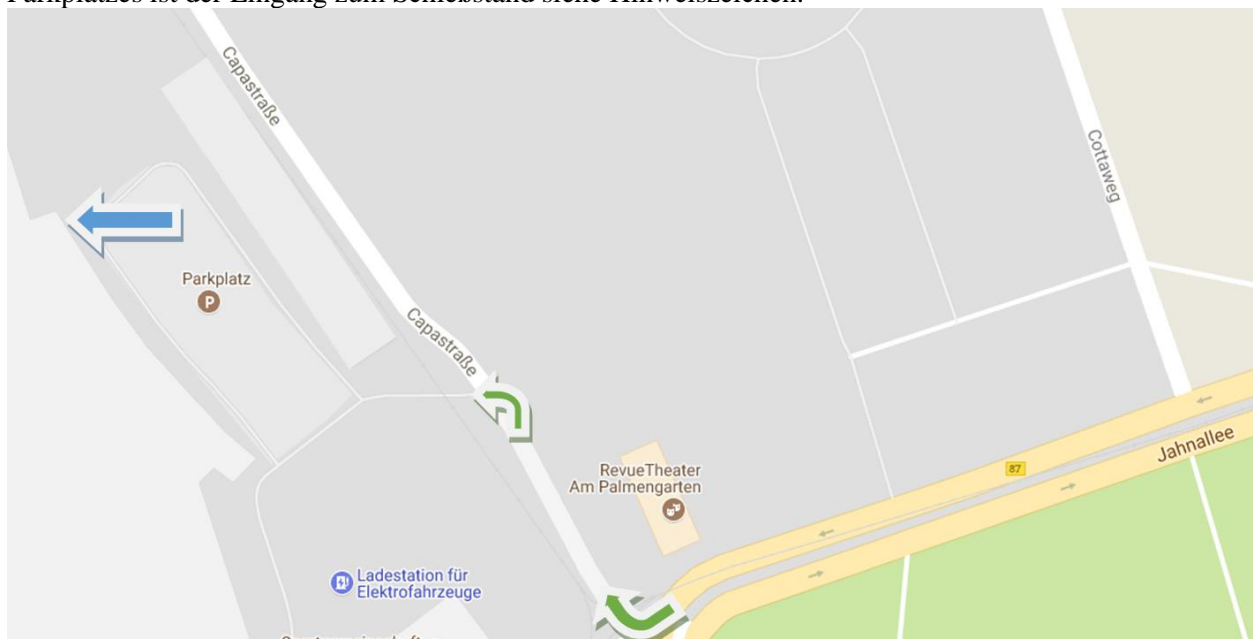 Parkplatzes ist der Eingang zum Schießstand siehe Hinweiszeichen.
Capastraße
Cottaweg
Parkplatz
P
Capastraße
Jahnallee
87
RevueTheater
Am Palmengarten
Ladestation für
Elektrofahrzeuge